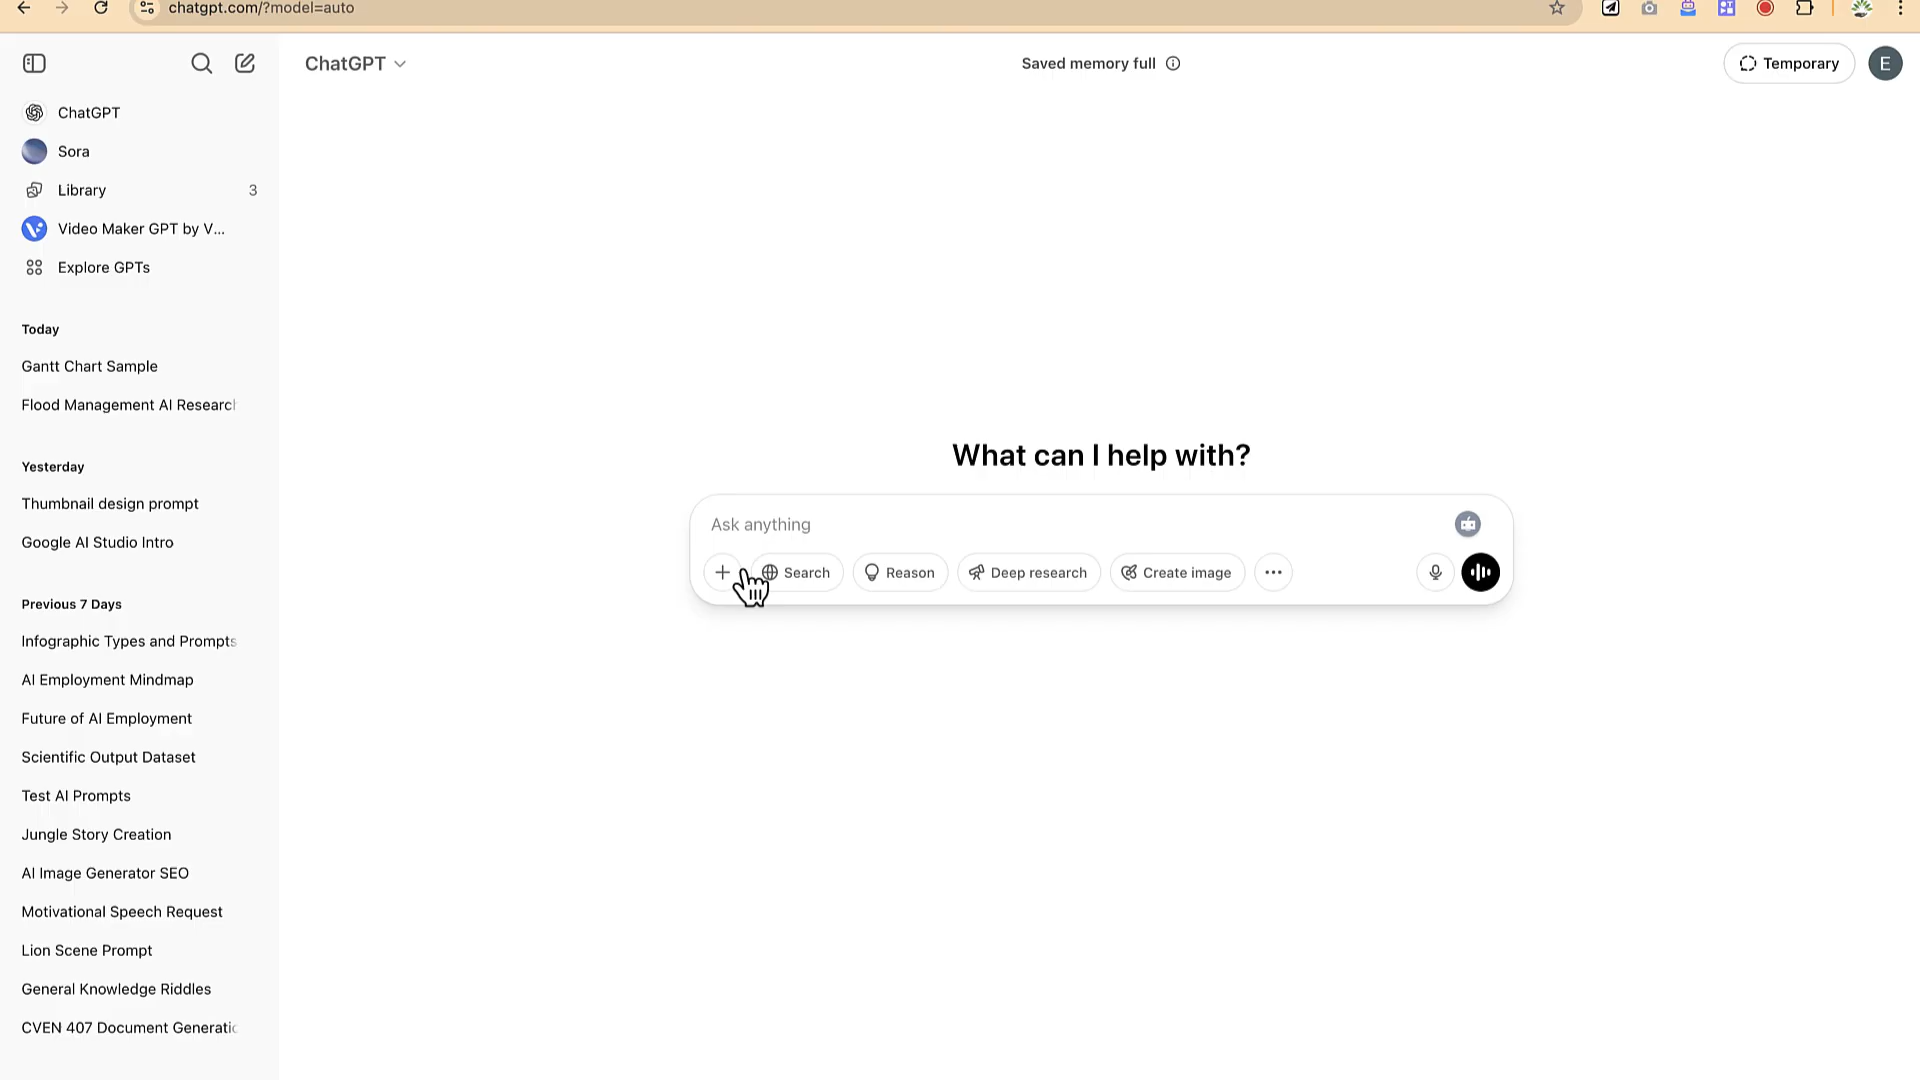 chatgpt.com/?model=auto
ChatGPT
Saved memory full
Temporary
E
ChatGPT
Sora
Library 3
Video Maker GPT by V...
Explore GPTs
Today
Gantt Chart Sample
Flood Management AI Research
Yesterday
Thumbnail design prompt
Google AI Studio Intro
Previous 7 Days
Infographic Types and Prompts
AI Employment Mindmap
Future of AI Employment
Scientific Output Dataset
Test AI Prompts
Jungle Story Creation
AI Image Generator SEO
Motivational Speech Request
Lion Scene Prompt
General Knowledge Riddles
CVEN 407 Document Generatio
What can I help with?
Ask anything
Search
Reason
Deep research
Create image